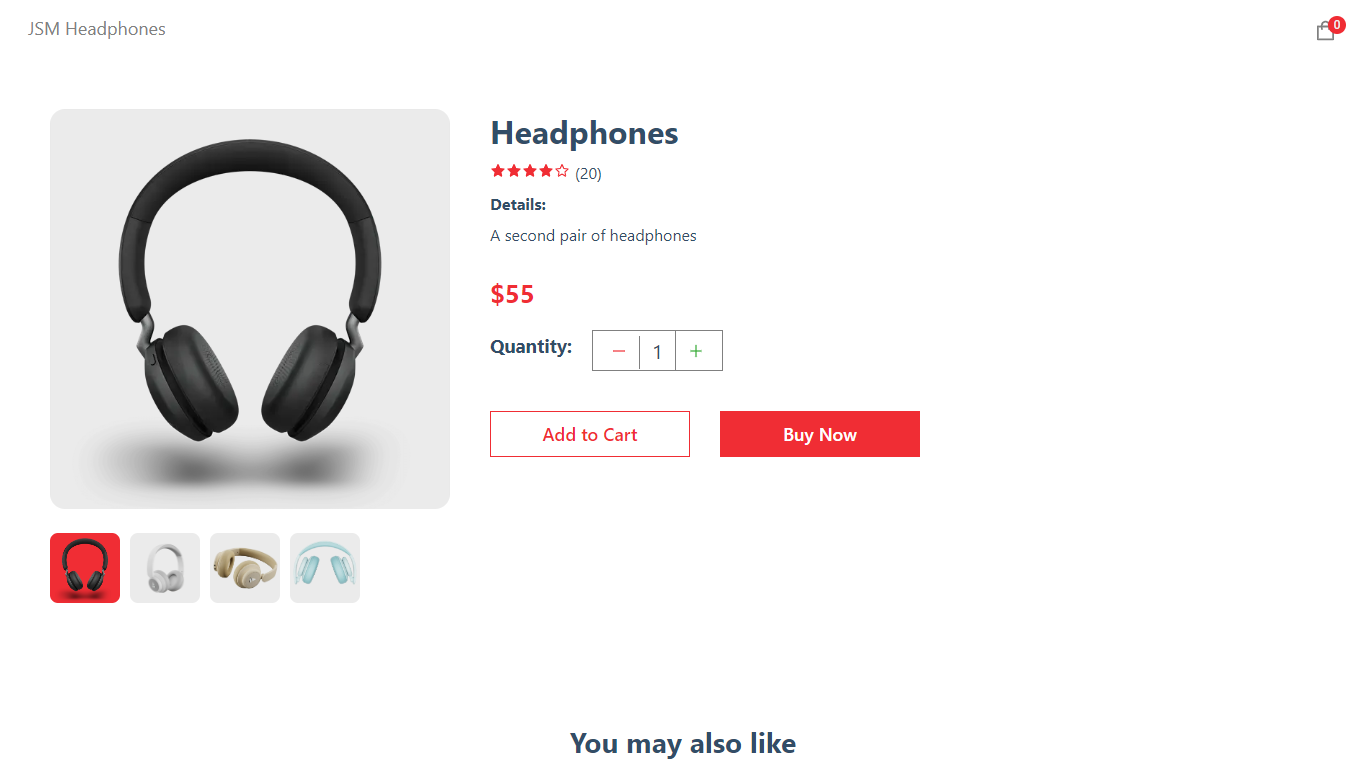 JSM Headphones
0
Headphones
(20)
Details:
A second pair of headphones
$55
Quantity:
1
Add to Cart
Buy Now
You may also like